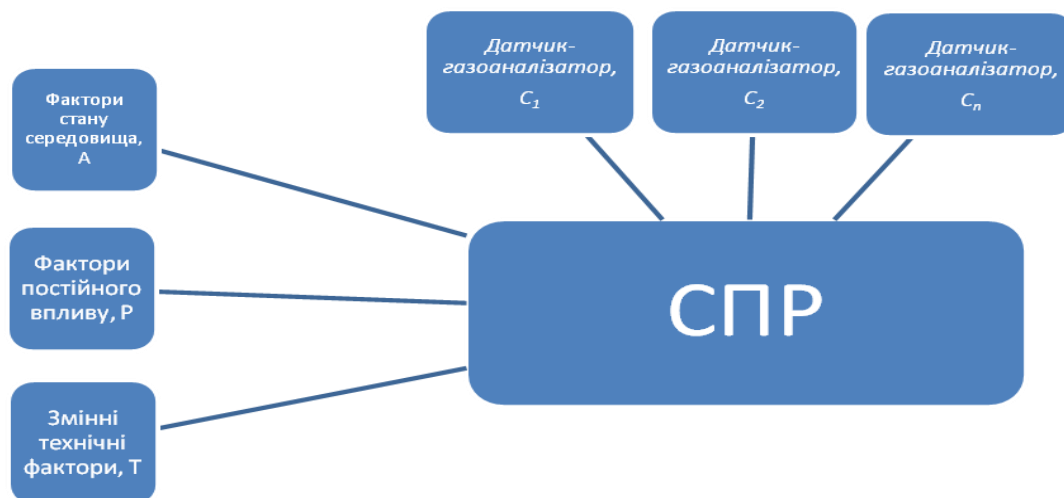 Датчик-
газоаналізатор,
C1
Датчик-
газоаналізатор,
C2
Датчик-
газоаналізатор,
Cn
Фактори
стану
середовища,
А
Фактори
постійного
впливу, Р
Змінні
технічні
фактори, Т
СПР